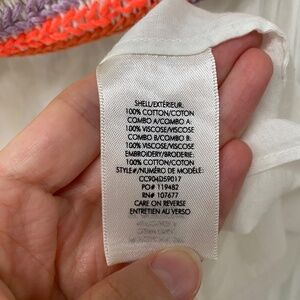 SHELL/EXTÉRIEUR:
100% COTTON/COTON
COMBO A/COMBO A:
100% VISCOSE/VISCOSE
COMBO B/COMBO B:
100% VISCOSE/VISCOSE
EMBROIDERY/BRODERIE:
100% COTTON/COTON
STYLE#/NUMÉRO DE MODÈLE:
CC904D59017
PO# 119482
RN# 107677
CARE ON REVERSE
ENTRETIEN AU VERSO